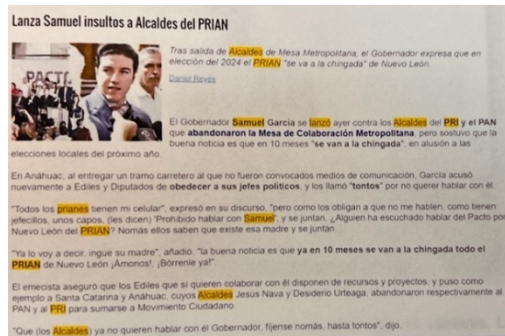 Lanza Samuel insultos a Alcaldes del PRIAN
Tras salida de Alcaldes de Mesa Metropolitana, el Gobernador expresa que en
elección del 2024 el PRIAN "se va a la chingada" de Nuevo León.
Daniel Reyes
PACTO
El Gobernador Samuel García se lanzó ayer contra los Alcaldes del PRI y el PAN
que abandonaron la Mesa de Colaboración Metropolitana, pero sostuvo que la
buena noticia es que en 10 meses "se van a la chingada", en alusión a las
elecciones locales del próximo año.
En Anáhuac, al entregar un tramo carretero al que no fueron convocados medios de comunicación, García acusó
nuevamente a Ediles y Diputados de obedecer a sus jefes políticos, y los llamó "tontos" por no querer hablar con él.
"Todos los prianes tienen mi celular", expresó en su discurso, "pero como los obligan a que no me hablen, como tienen
jefecillos, unos capos, (les dicen) 'Prohibido hablar con Samuel', y se juntan. ¿Alguien ha escuchado hablar del Pacto por
Nuevo León del PRIAN? Nomás ellos saben que existe esa madre y se juntan.
"Ya lo voy a decir, ingue su madre", añadió, "la buena noticia es que ya en 10 meses se van a la chingada todo el
PRIAN de Nuevo León ¡Ámonos!, ¡Bórrenle ya!".
El emecista aseguró que los Ediles que sí quieren colaborar con él disponen de recursos y proyectos, y puso como
ejemplo a Santa Catarina y Anáhuac, cuyos Alcaldes Jesús Nava y Desiderio Urteaga, abandonaron respectivamente al
PAN y al PRI para sumarse a Movimiento Ciudadano.
"Que (los Alcaldes) ya no quieren hablar con el Gobernador, fíjense nomás, hasta tontos", dijo.